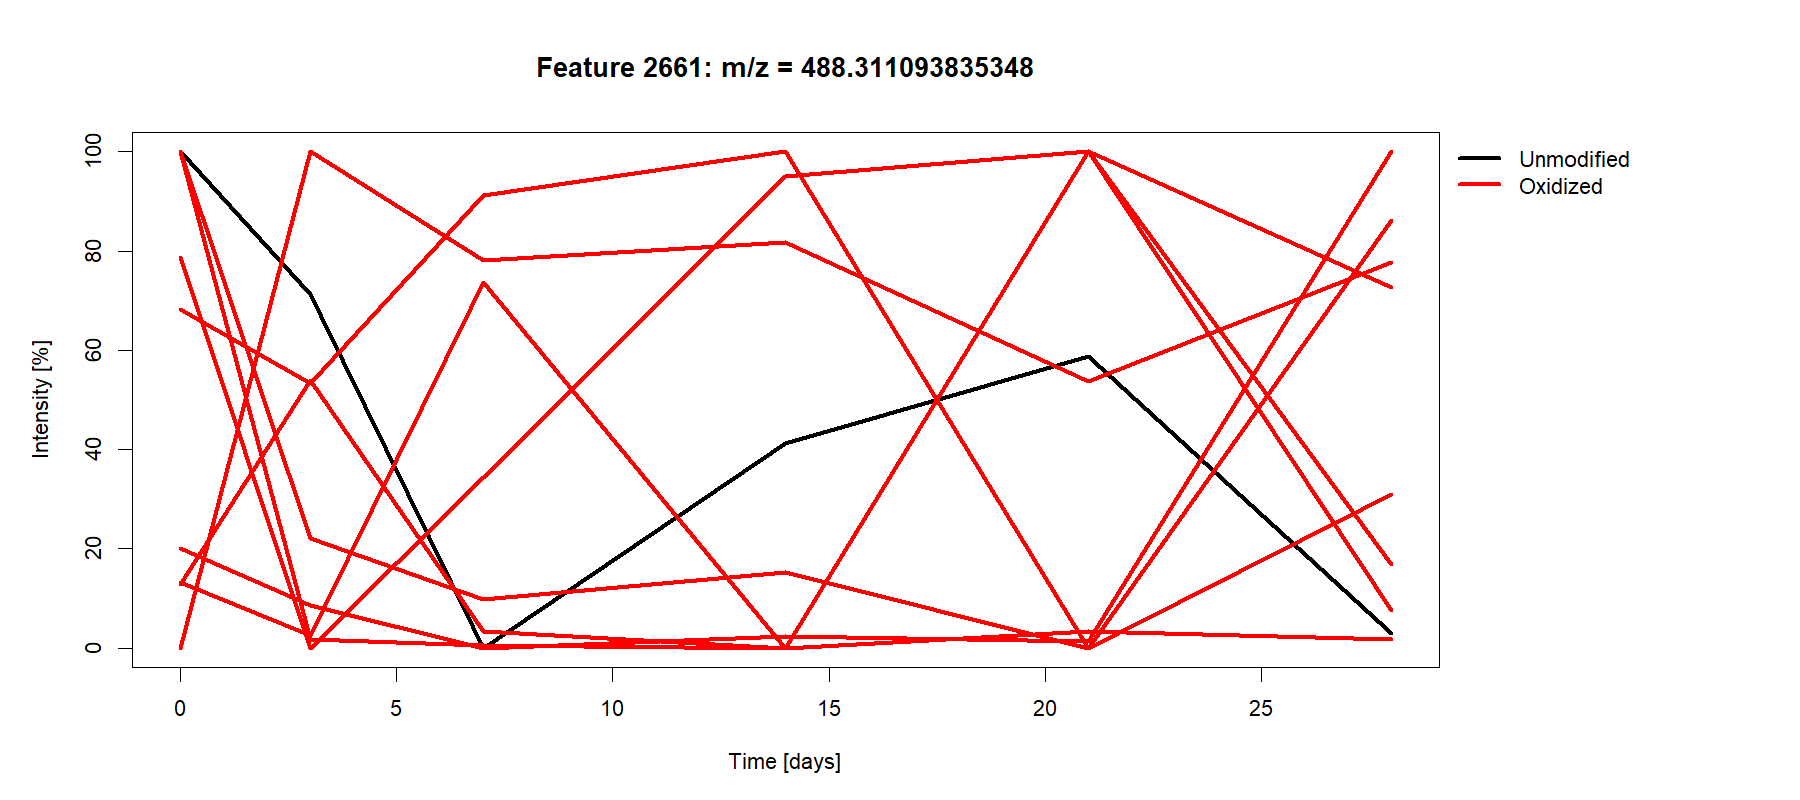 Feature 2661: m/z = 488.311093835348
Unmodified
Oxidized
Intensity [%]
100
80
60
40
20
0
0 5 10 15 20 25
Time [days]